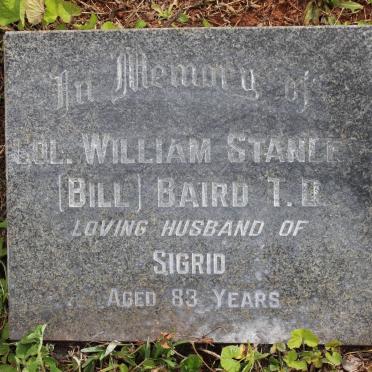 In Memory of
COL. WILLIAM STANLEY
(BILL) BAIRD T.D.
LOVING HUSBAND OF
SIGRID
AGED 83 YEARS